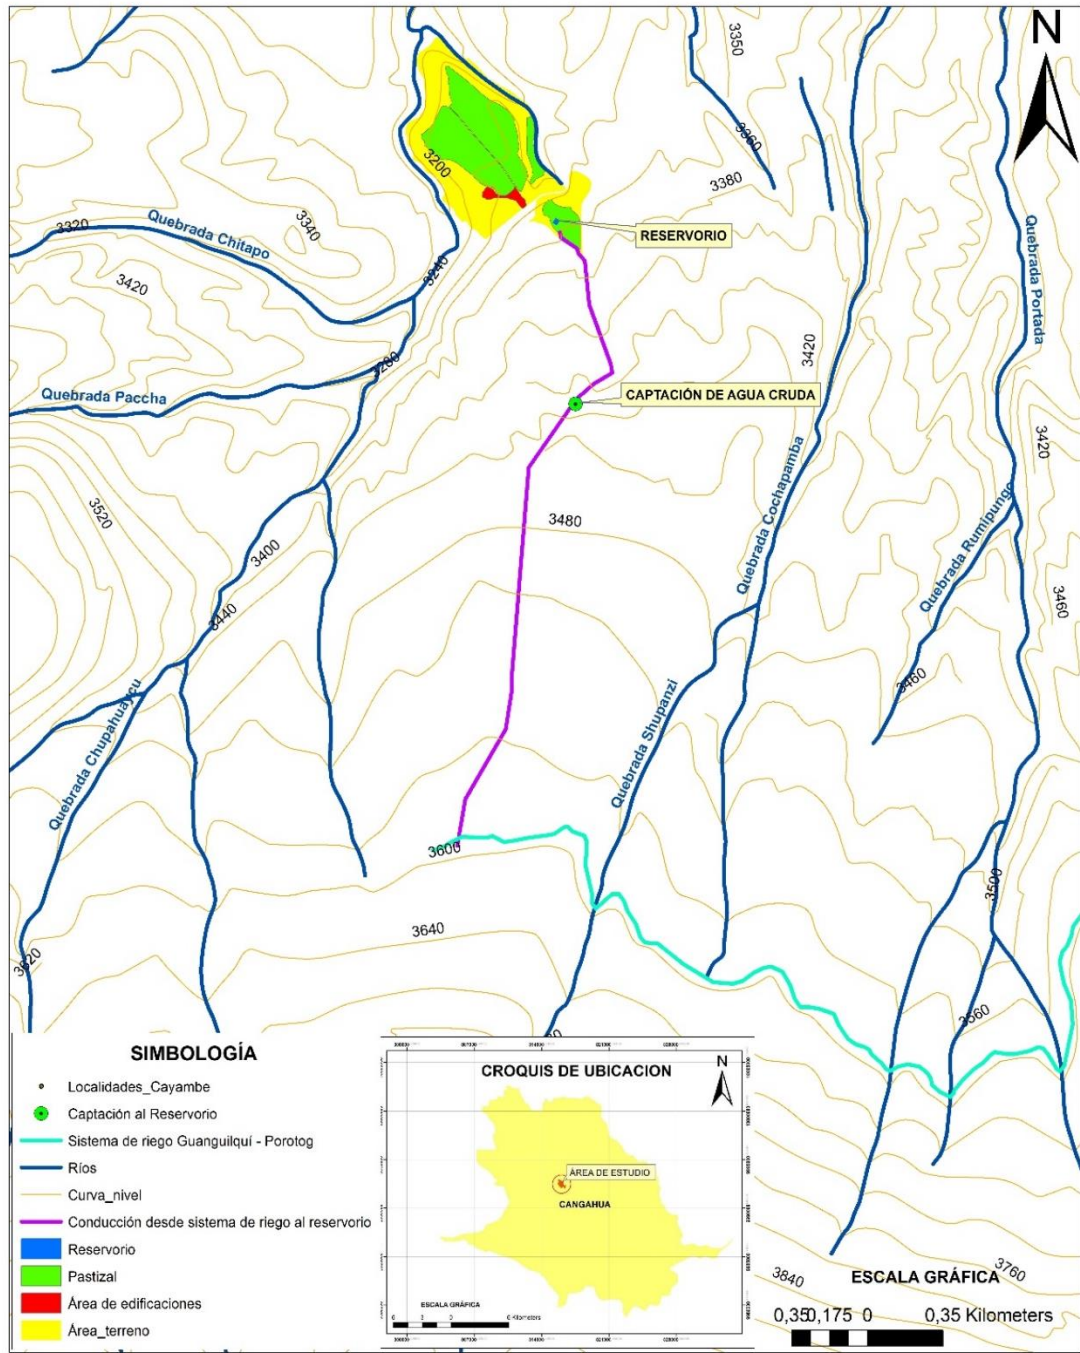 N
3350
3360
3380
3200
Quebrada Chitapo
3320
3340
RESERVORIO
3240
3420
Quebrada Portada
3280
3420
Quebrada Paccha
CAPTACIÓN DE AGUA CRUDA
3420
3520
Quebrada Cochapamba
3480
Quebrada Rumipungo
3400
3440
3460
3460
Quebrada Chupahuaycu
Quebrada Shupanzi
3600
3500
3640
3620
3560
SIMBOLOGÍA
Localidades_Cayambe
Captación al Reservorio
Sistema de riego Guanguilquí - Porotog
Ríos
Curva_nivel
Conducción desde sistema de riego al reservorio
Reservorio
Pastizal
Área de edificaciones
Área_terreno
CROQUIS DE UBICACION
N
ÁREA DE ESTUDIO
CANGAHUA
ESCALA GRÁFICA
6 Kilometers
3840
3760
ESCALA GRÁFICA
0,35 0,175 0 0,35 Kilometers